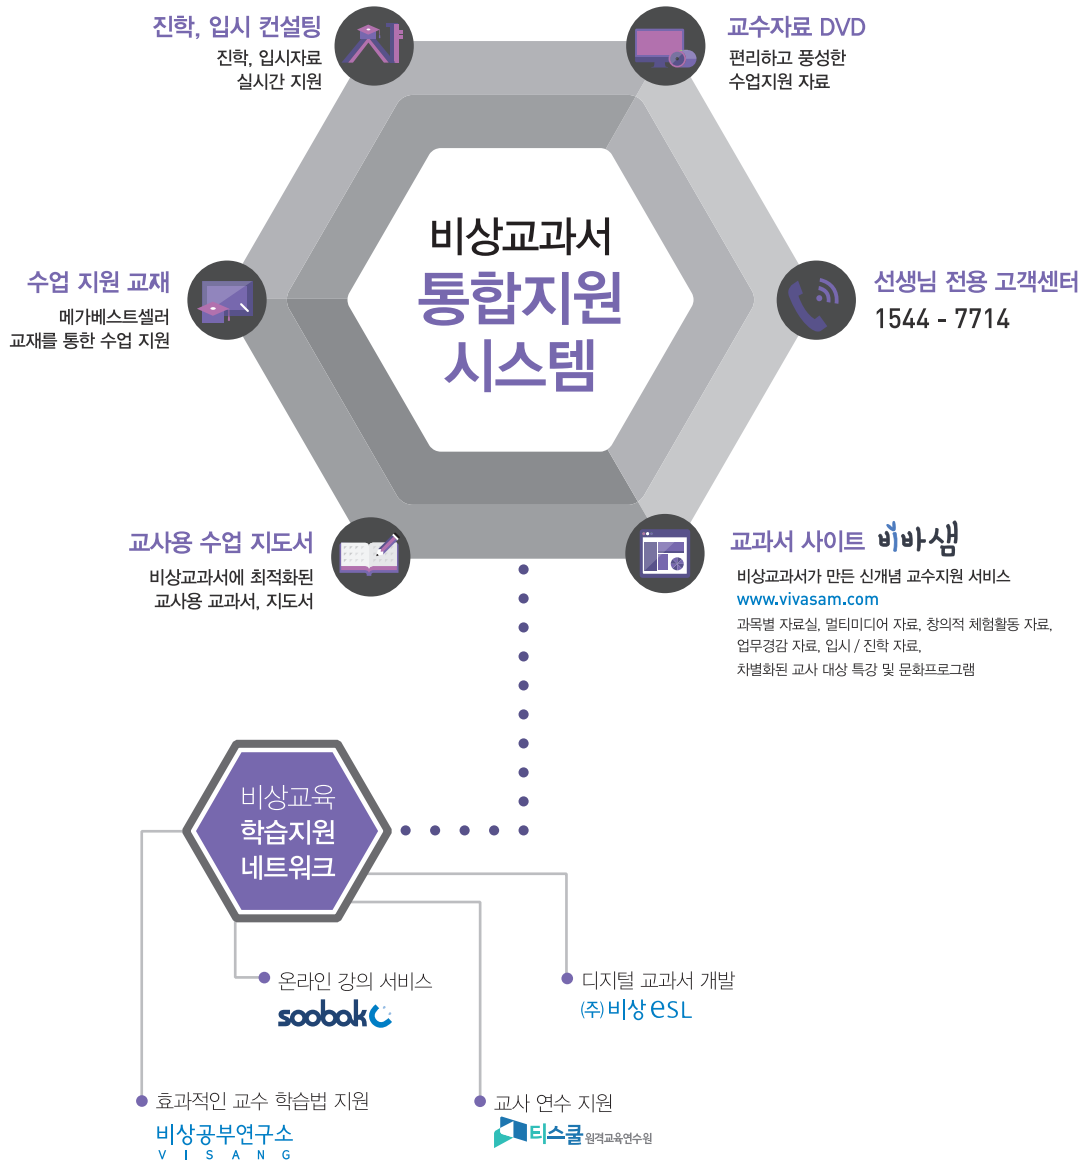 진학, 입시 컨설팅
진학, 입시자료
실시간 지원
교수자료 DVD
편리하고 풍성한
수업지원 자료
비상교과서
통합지원
시스템
수업 지원 교재
메가베스트셀러
교재를 통한 수업 지원
선생님 전용 고객센터
1544 - 7714
교사용 수업 지도서
비상교과서에 최적화된
교사용 교과서, 지도서
교과서 사이트 비바샘
비상교과서가 만든 신개념 교수지원 서비스
www.vivasam.com
과목별 자료실, 멀티미디어 자료, 창의적 체험활동 자료,
업무경감 자료, 입시 / 진학 자료,
차별화된 교사 대상 특강 및 문화프로그램
비상교육
학습지원
네트워크
온라인 강의 서비스
soobakc
디지털 교과서 개발
(주) 비상 ESL
효과적인 교수 학습법 지원
비상공부연구소
V I S A N G
교사 연수 지원
티스쿨 원격교육연수원